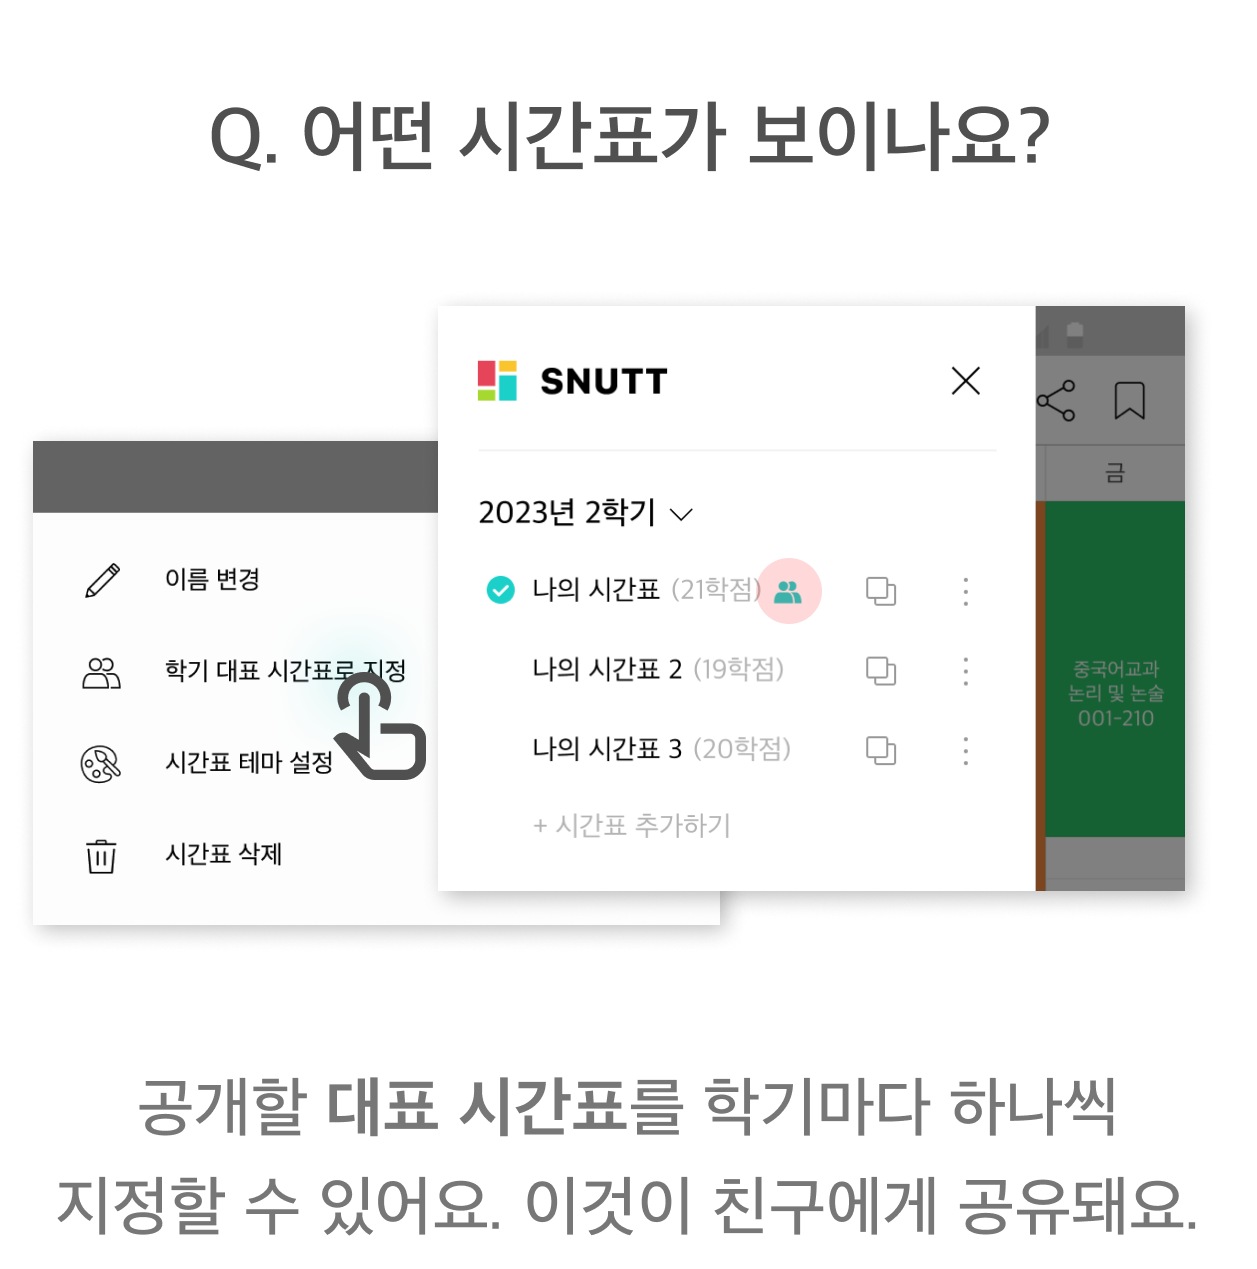 Q. 어떤 시간표가 보이나요?
이름 변경
학기 대표 시간표로 지정
시간표 테마 설정
시간표 삭제
SNUTT
2023년 2학기
나의 시간표 (21학점)
나의 시간표 2 (19학점)
나의 시간표 3 (20학점)
+ 시간표 추가하기
금
중국어교과
논리 및 논술
001-210
공개할 대표 시간표를 학기마다 하나씩
지정할 수 있어요. 이것이 친구에게 공유돼요.